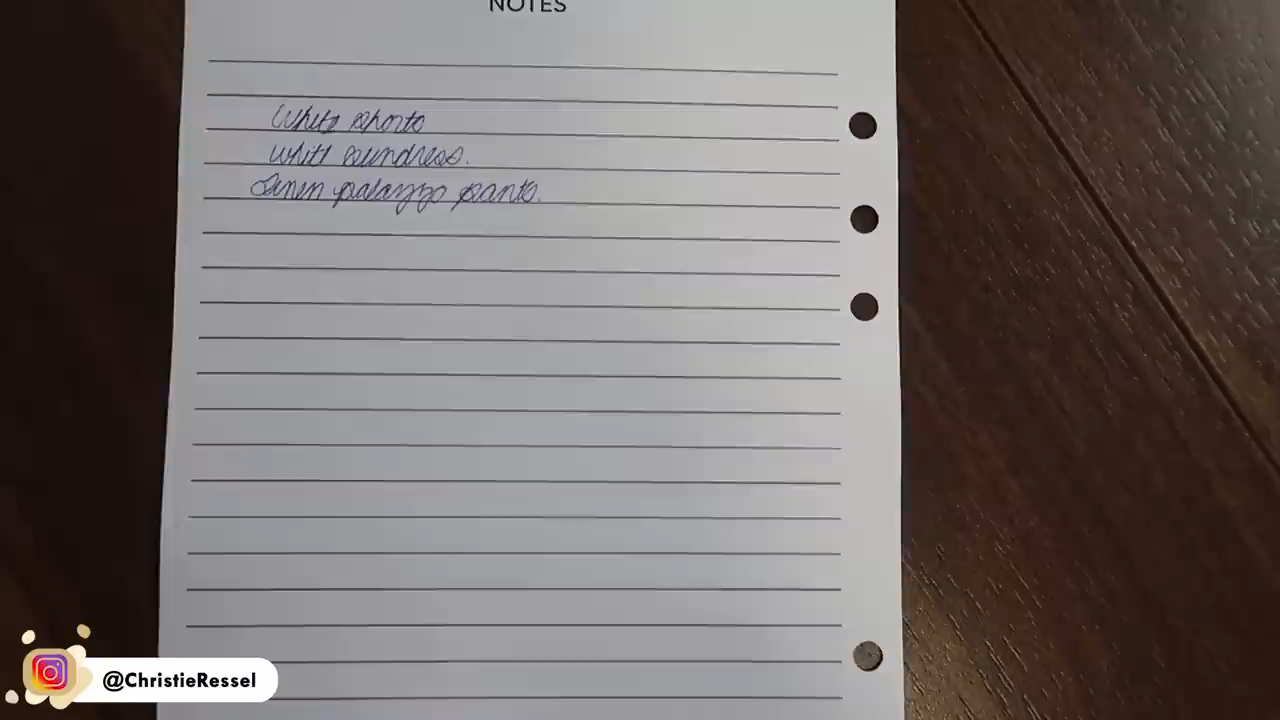 NOTES
White shorts
White sundress.
Linen palazzo pants.
@ChristieRessel